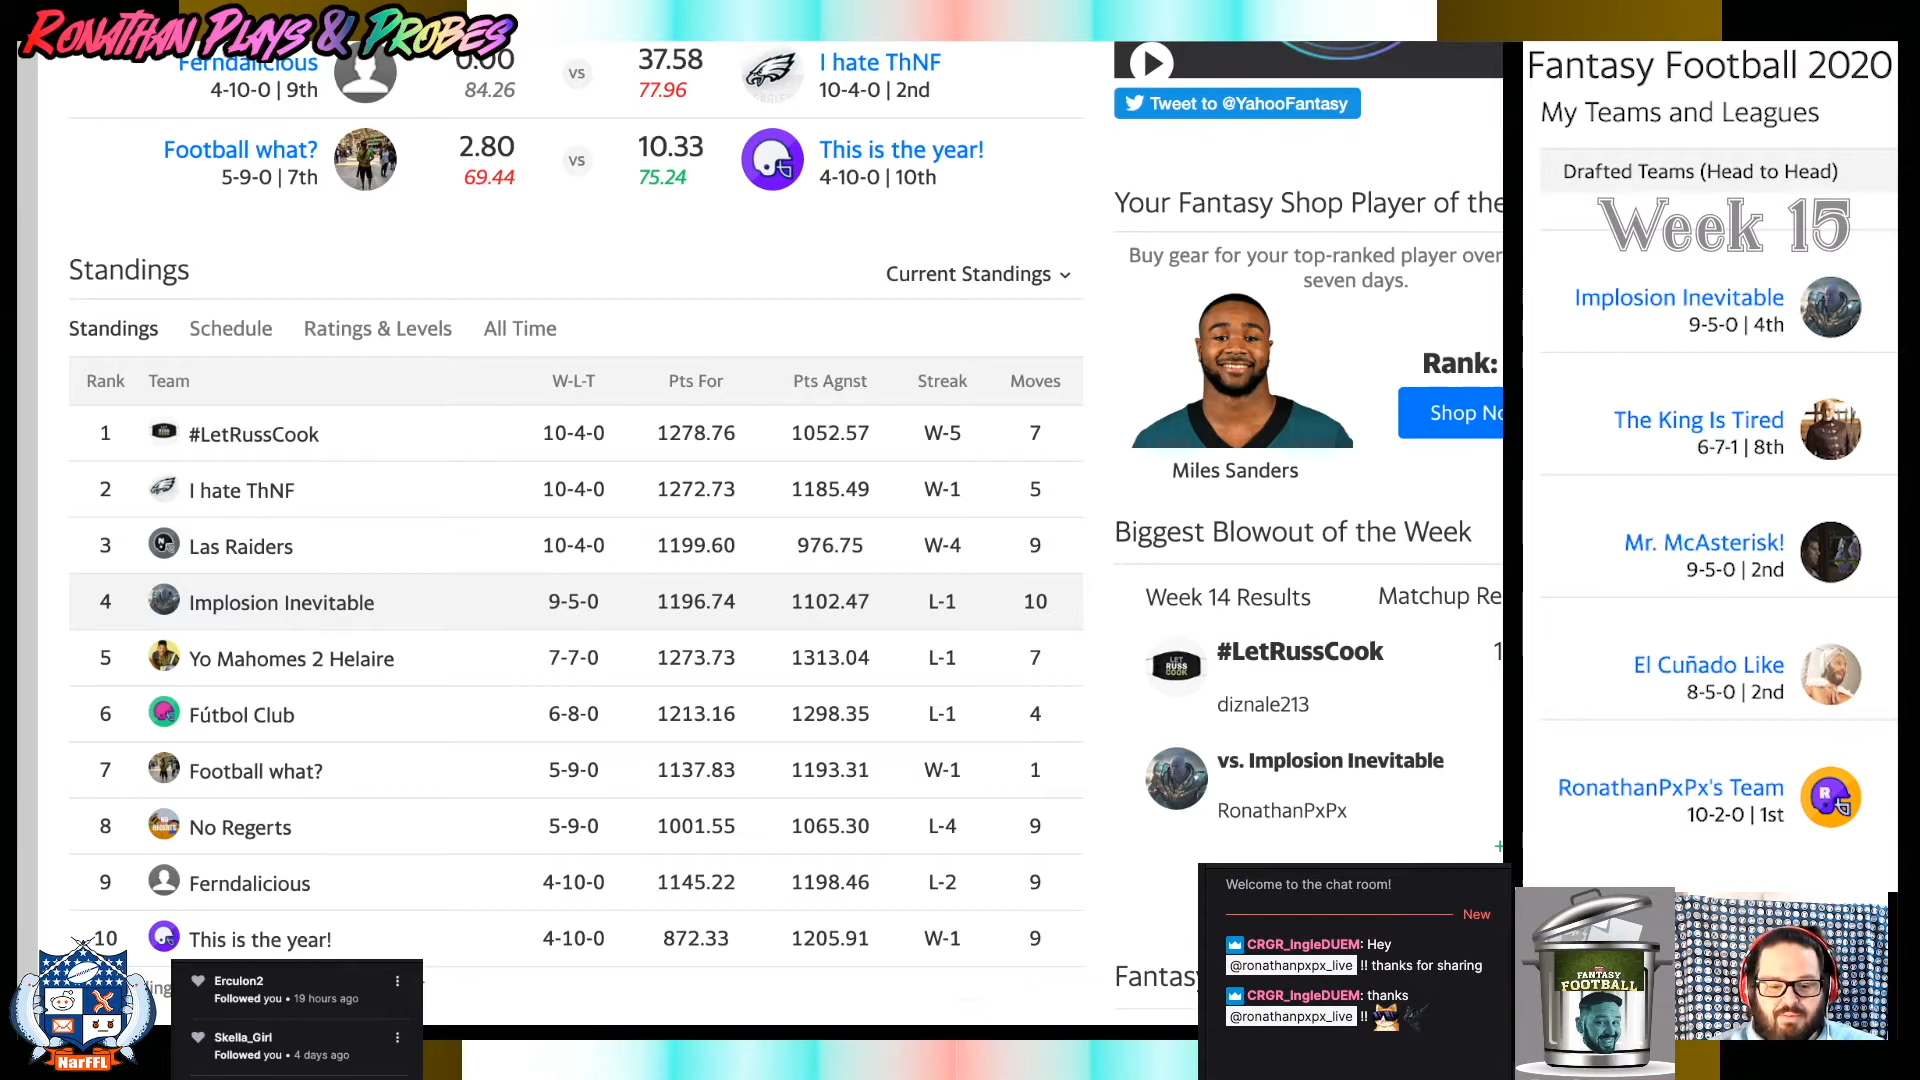 RONATHAN PLAYS & PROBES
Ferndalicious
0.00
37.58
I hate ThNF
4-10-0 | 9th
84.26
vs
77.96
10-4-0 | 2nd
Football what?
2.80
10.33
This is the year!
5-9-0 | 7th
69.44
vs
75.24
4-10-0 | 10th
Standings
Current Standings
Standings Schedule Ratings & Levels All Time
Rank Team W-L-T Pts For Pts Agnst Streak Moves
1 #LetRussCook 10-4-0 1278.76 1052.57 W-5 7
2 I hate ThNF 10-4-0 1272.73 1185.49 W-1 5
3 Las Raiders 10-4-0 1199.60 976.75 W-4 9
4 Implosion Inevitable 9-5-0 1196.74 1102.47 L-1 10
5 Yo Mahomes 2 Helaire 7-7-0 1273.73 1313.04 L-1 7
6 Fútbol Club 6-8-0 1213.16 1298.35 L-1 4
7 Football what? 5-9-0 1137.83 1193.31 W-1 1
8 No Regerts 5-9-0 1001.55 1065.30 L-4 9
9 Ferndalicious 4-10-0 1145.22 1198.46 L-2 9
10 This is the year! 4-10-0 872.33 1205.91 W-1 9
NarFFL
Erculon2
Followed you • 19 hours ago
Skella_Girl
Followed you • 4 days ago
Tweet to @YahooFantasy
Your Fantasy Shop Player of the
Buy gear for your top-ranked player over
seven days.
Rank:
Shop No
Miles Sanders
Biggest Blowout of the Week
Week 14 Results Matchup Re
LET
RUSS
COOK
#LetRussCook 1
diznale213
vs. Implosion Inevitable
RonathanPxPx
+
Fantasy
Welcome to the chat room!
New
CRGR_IngleDUEM: Hey
@ronathanpxpx_live !! thanks for sharing
CRGR_IngleDUEM: thanks
@ronathanpxpx_live !!
Fantasy Football 2020
My Teams and Leagues
Drafted Teams (Head to Head)
Week 15
Implosion Inevitable
9-5-0 | 4th
The King Is Tired
6-7-1 | 8th
Mr. McAsterisk!
9-5-0 | 2nd
El Cuñado Like
8-5-0 | 2nd
RonathanPxPx's Team
10-2-0 | 1st
R
FANTASY
FOOTBALL